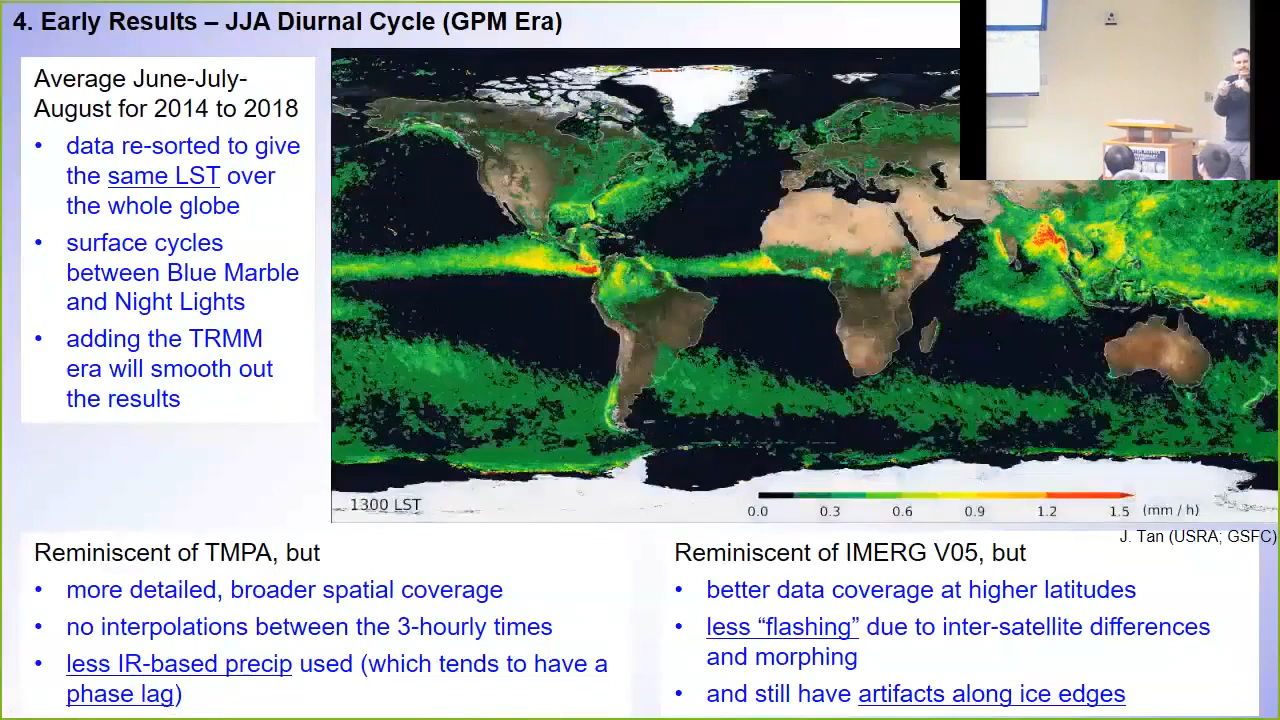 4. Early Results – JJA Diurnal Cycle (GPM Era)
Average June-July-
August for 2014 to 2018
• data re-sorted to give
the same LST over
the whole globe
• surface cycles
between Blue Marble
and Night Lights
• adding the TRMM
era will smooth out
the results
1300 LST
0.0 0.3 0.6 0.9 1.2 1.5 (mm / h)
J. Tan (USRA; GSFC)
Reminiscent of TMPA, but
• more detailed, broader spatial coverage
• no interpolations between the 3-hourly times
• less IR-based precip used (which tends to have a
phase lag)
Reminiscent of IMERG V05, but
• better data coverage at higher latitudes
• less “flashing” due to inter-satellite differences
and morphing
• and still have artifacts along ice edges